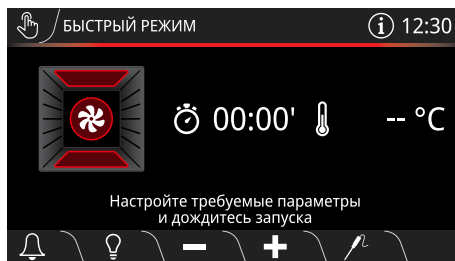 БЫСТРЫЙ РЕЖИМ i 12:30
00:00' -- °C
Настройте требуемые параметры
и дождитесь запуска